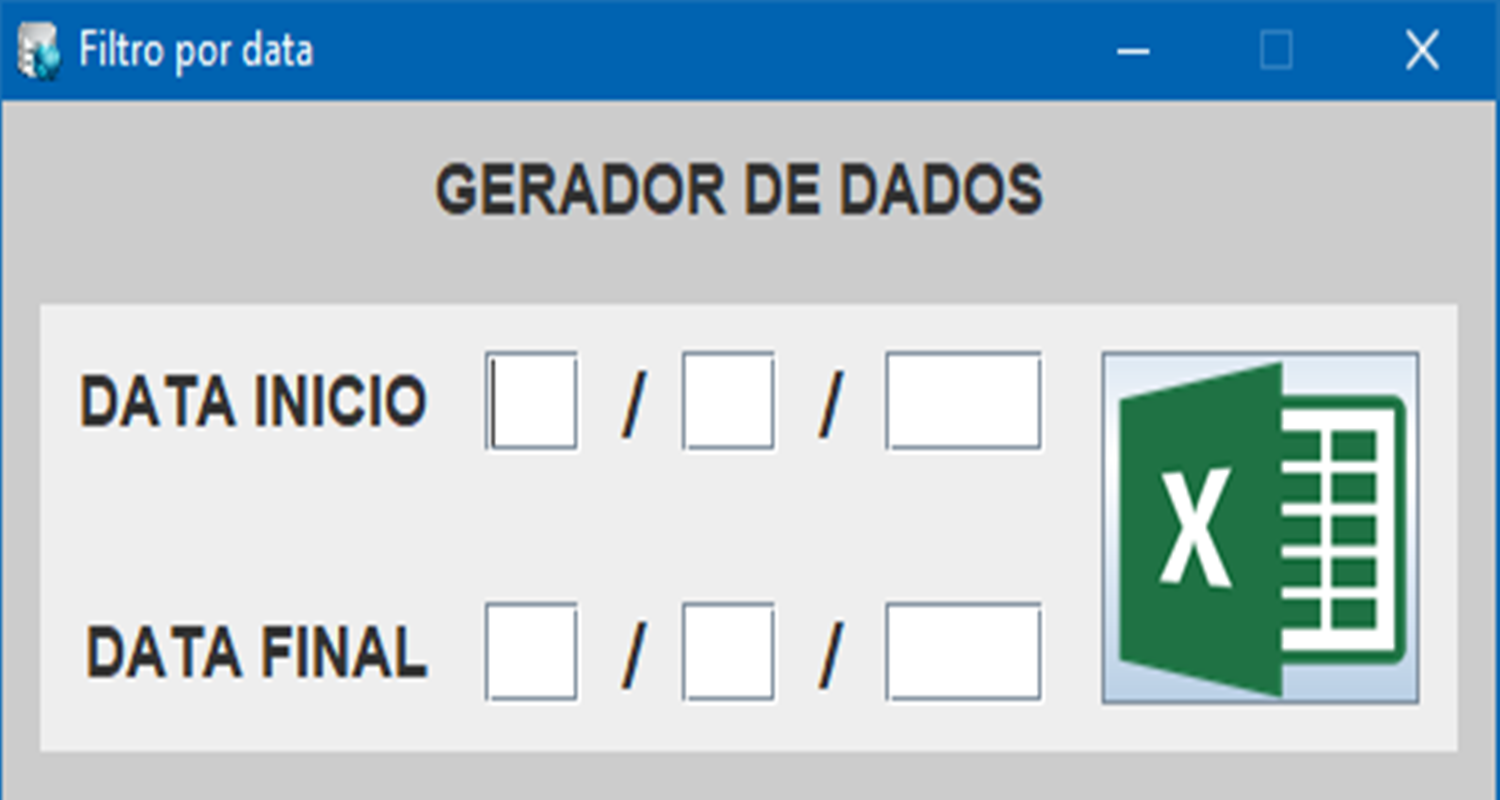 Filtro por data
GERADOR DE DADOS
DATA INICIO / /
X
DATA FINAL / /